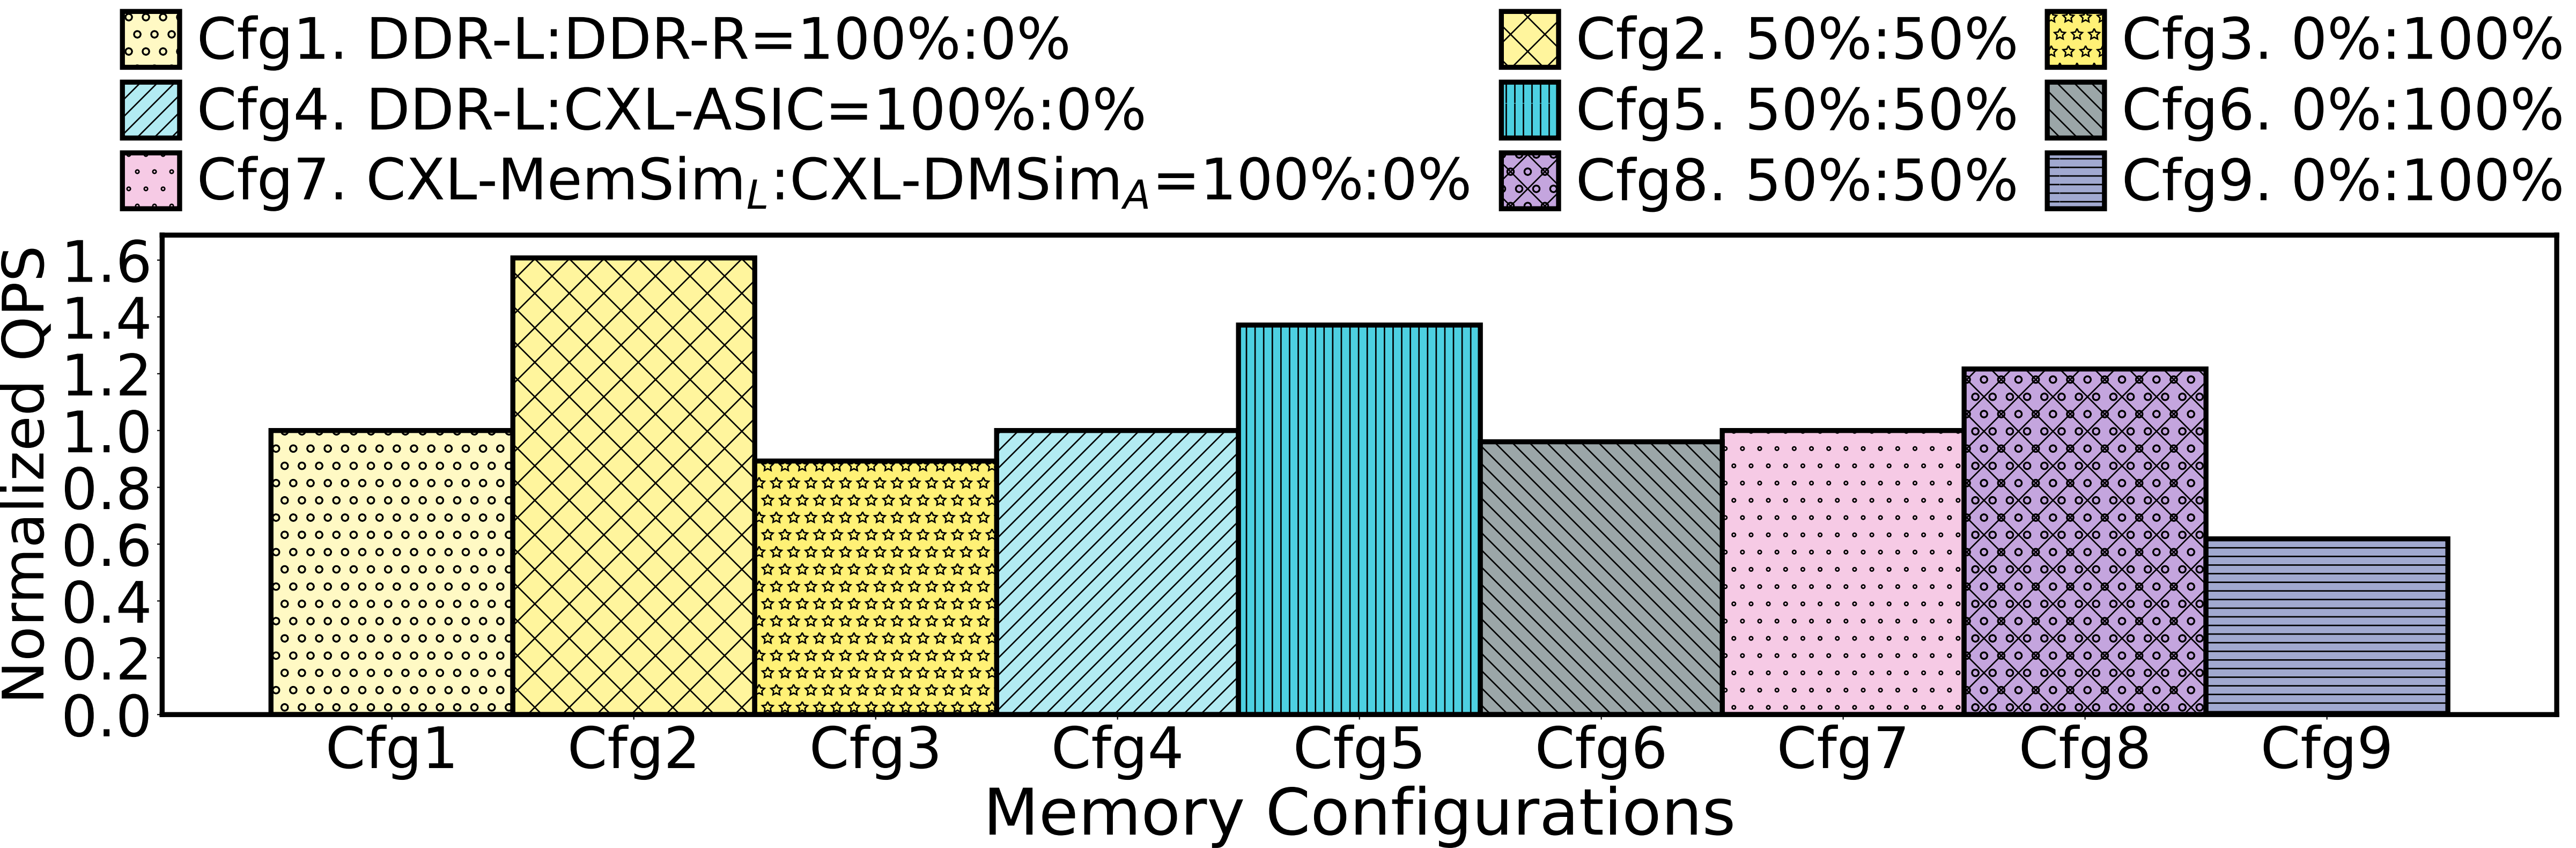 Cfg1. DDR-L:DDR-R=100%:0% Cfg2. 50%:50% Cfg3. 0%:100%
Cfg4. DDR-L:CXL-ASIC=100%:0% Cfg5. 50%:50% Cfg6. 0%:100%
Cfg7. CXL-MemSim_L:CXL-DMSim_A=100%:0% Cfg8. 50%:50% Cfg9. 0%:100%
Normalized QPS
1.6
1.4
1.2
1.0
0.8
0.6
0.4
0.2
0.0
Cfg1 Cfg2 Cfg3 Cfg4 Cfg5 Cfg6 Cfg7 Cfg8 Cfg9
Memory Configurations